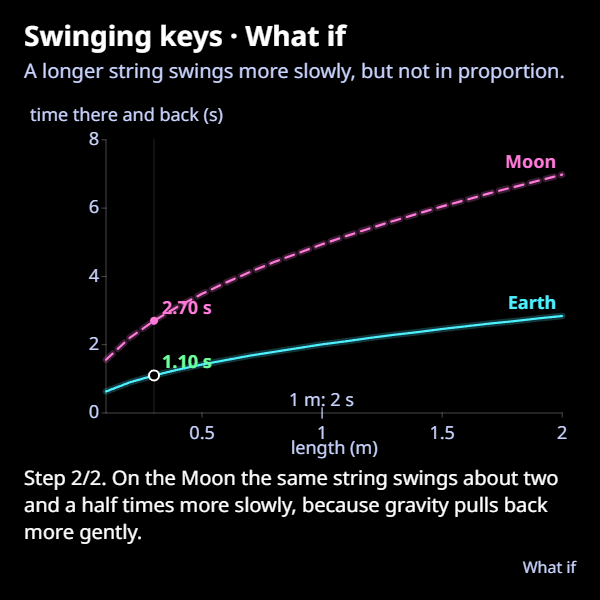 Swinging keys · What if
A longer string swings more slowly, but not in proportion.
time there and back (s)
8
Moon
6
4
2.70 s
Earth
2
1.10 s
1 m: 2 s
0
0.5
1
1.5
2
length (m)
Step 2/2. On the Moon the same string swings about two
and a half times more slowly, because gravity pulls back
more gently.
What if